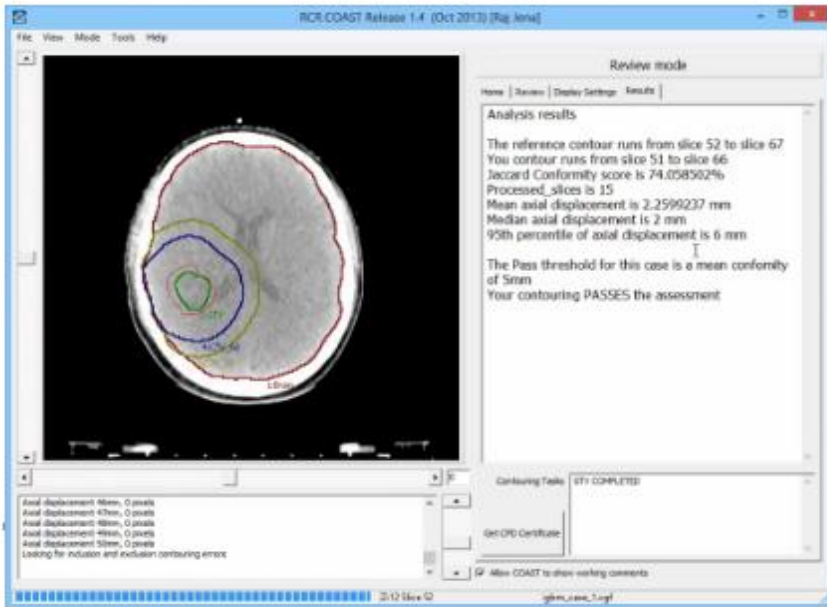 RCR COAST Release 1.4 (Oct 2013) [Raj Jena]
File View Mode Tools Help
Review mode
Home Review Display Settings Results
Analysis results
The reference contour runs from slice 52 to slice 67
You contour runs from slice 51 to slice 66
Jaccard Conformity score is 74.058502%
Processed_slices is 15
Mean axial displacement is 2.2599237 mm
Median axial displacement is 2 mm
95th percentile of axial displacement is 6 mm
The Pass threshold for this case is a mean conformity
of 5mm
Your contouring PASSES the assessment
Contouring Tasks
GTV COMPLETED
Get CPD Certificate
Axial displacement 46mm, 0 pixels
Axial displacement 47mm, 0 pixels
Axial displacement 48mm, 0 pixels
Axial displacement 49mm, 0 pixels
Axial displacement 50mm, 0 pixels
Looking for inclusion and exclusion contouring errors
Allow COAST to show working comments